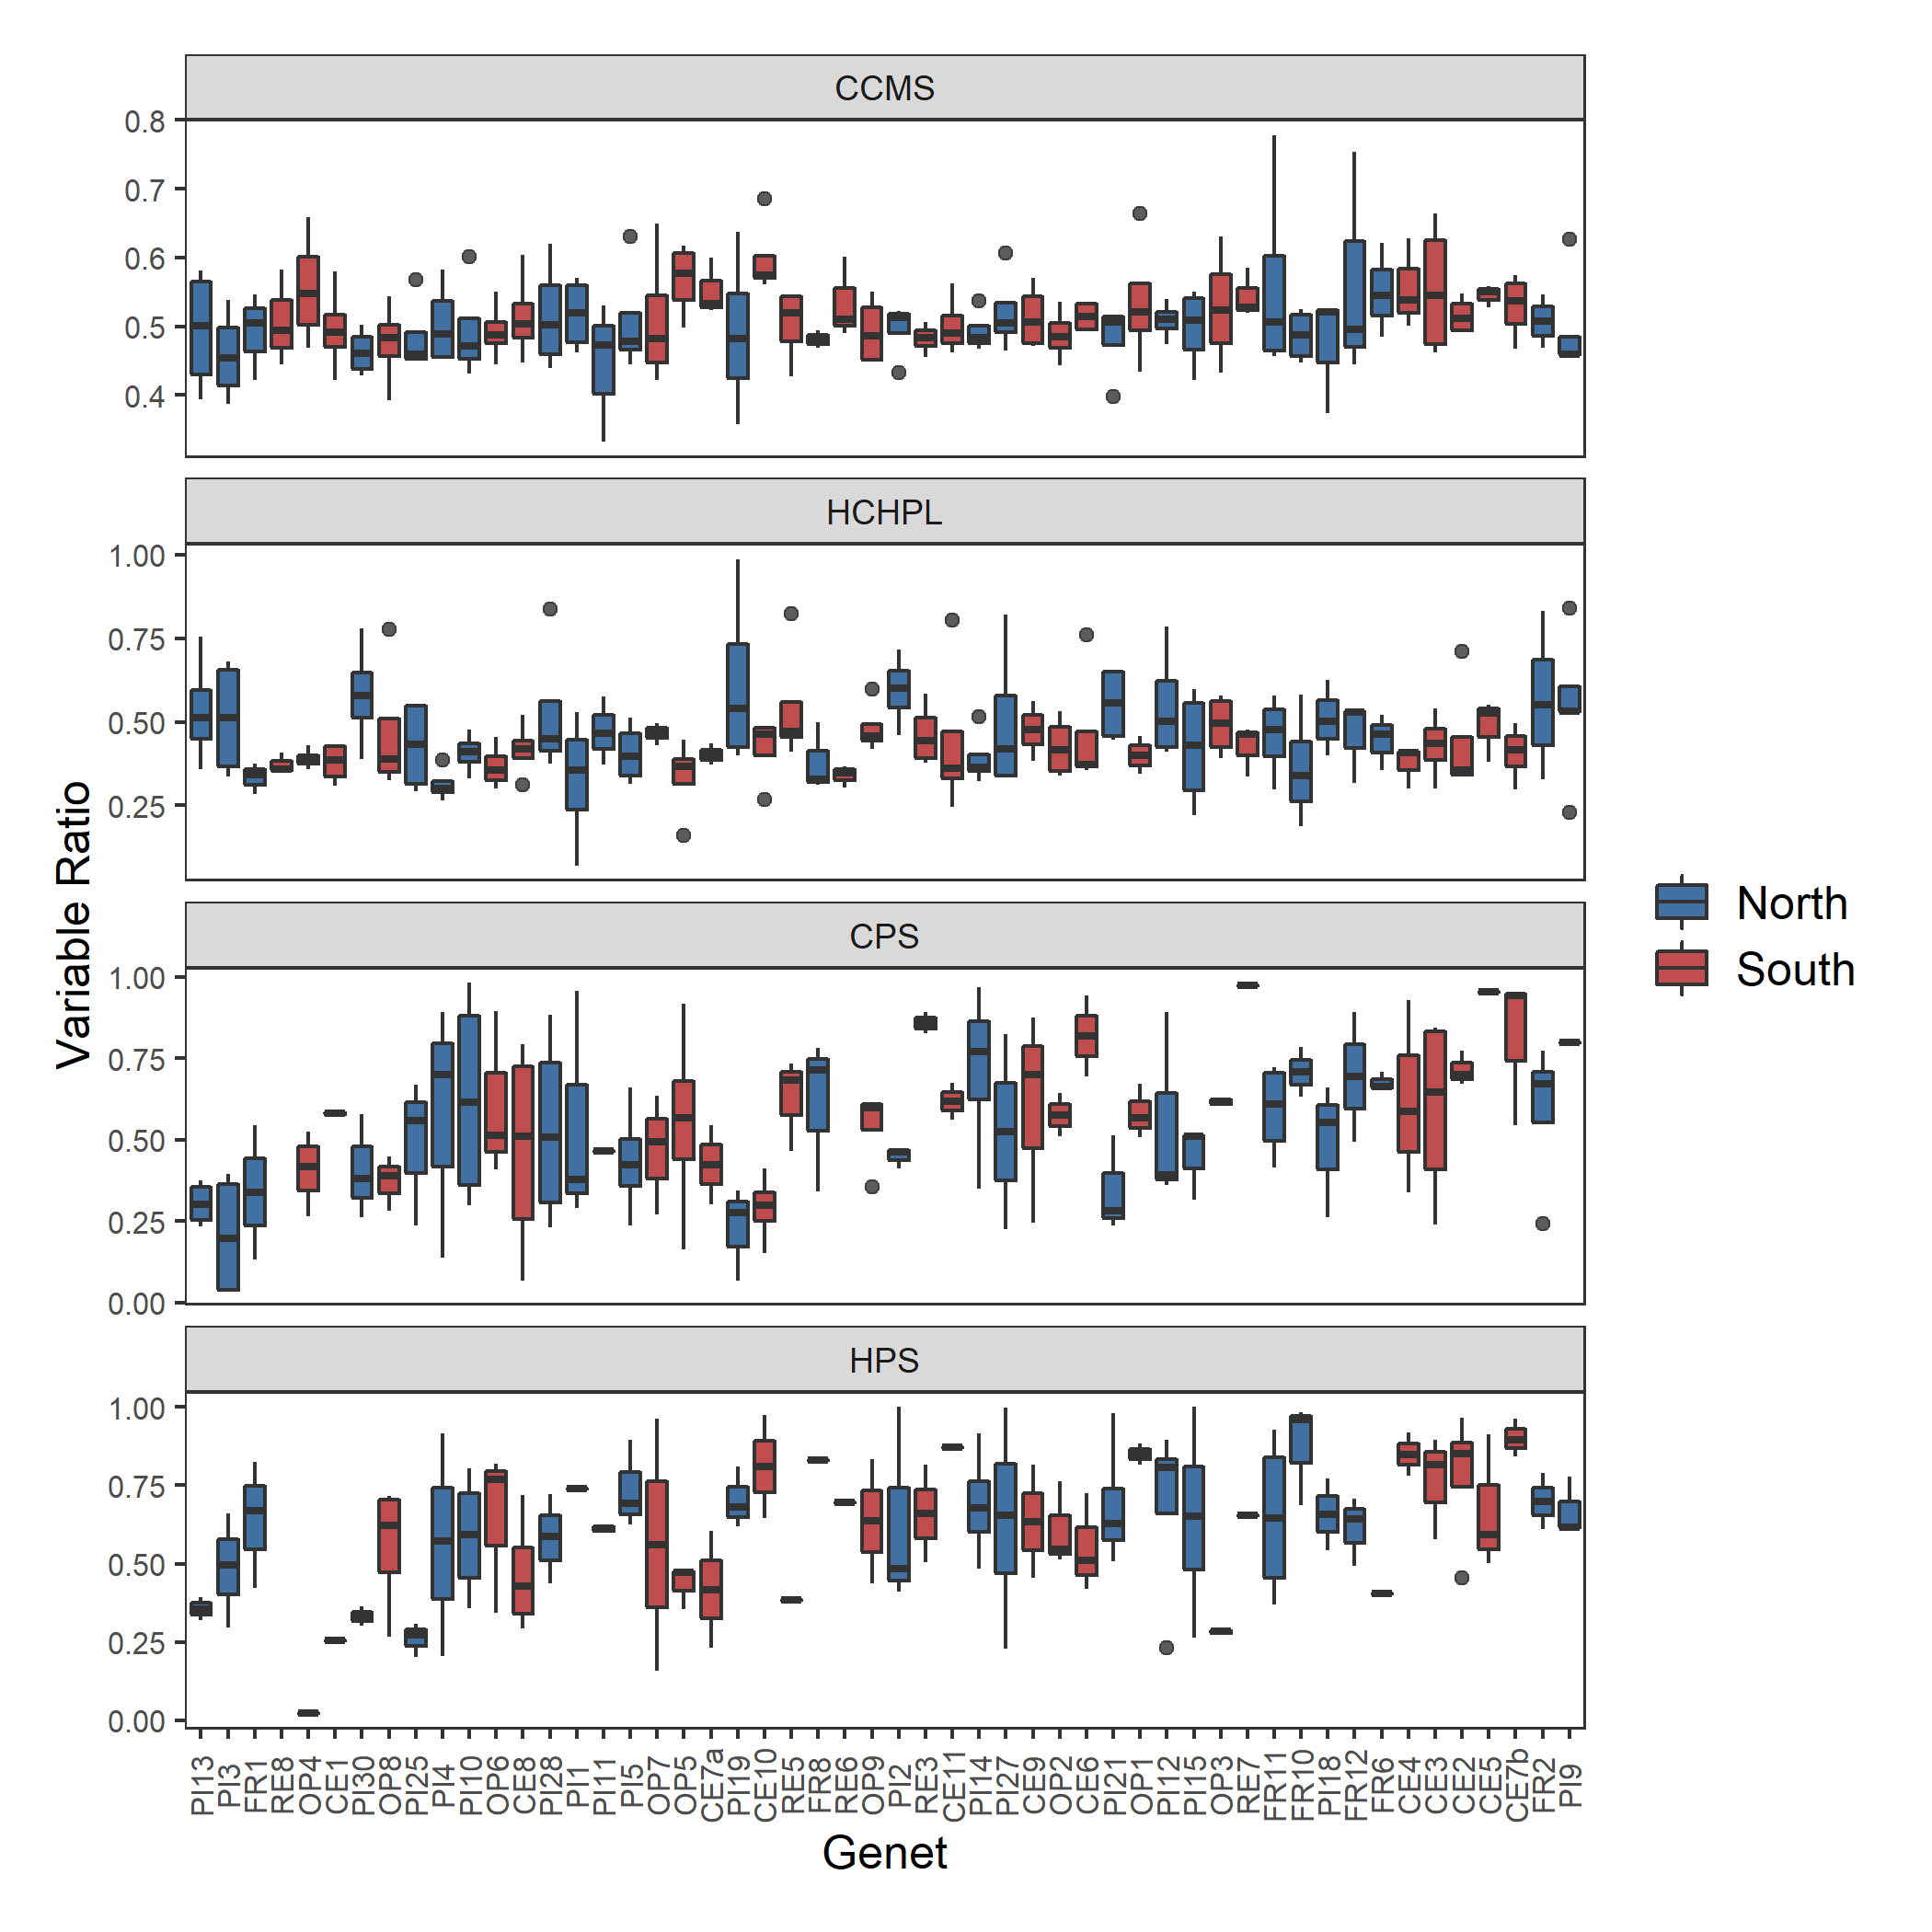 CCMS
0.8
0.7
0.6
0.5
0.4
HCHPL
1.00
0.75
0.50
0.25
CPS
1.00
0.75
0.50
0.25
0.00
HPS
1.00
0.75
0.50
0.25
0.00
Variable Ratio
PI13 PI3 FR1 RE8 OP4 CE1 PI30 OP8 PI25 PI4 PI10 OP6 CE8 PI28 PI1 PI11 PI5 OP7 OP5 CE7a PI19 CE10 RE5 FR8 RE6 OP9 PI2 RE3 CE11 PI14 PI27 CE9 OP2 CE6 PI21 OP1 PI12 PI15 OP3 RE7 FR11 FR10 PI18 FR12 FR6 CE4 CE3 CE2 CE5 CE7b FR2 PI9
Genet
North
South